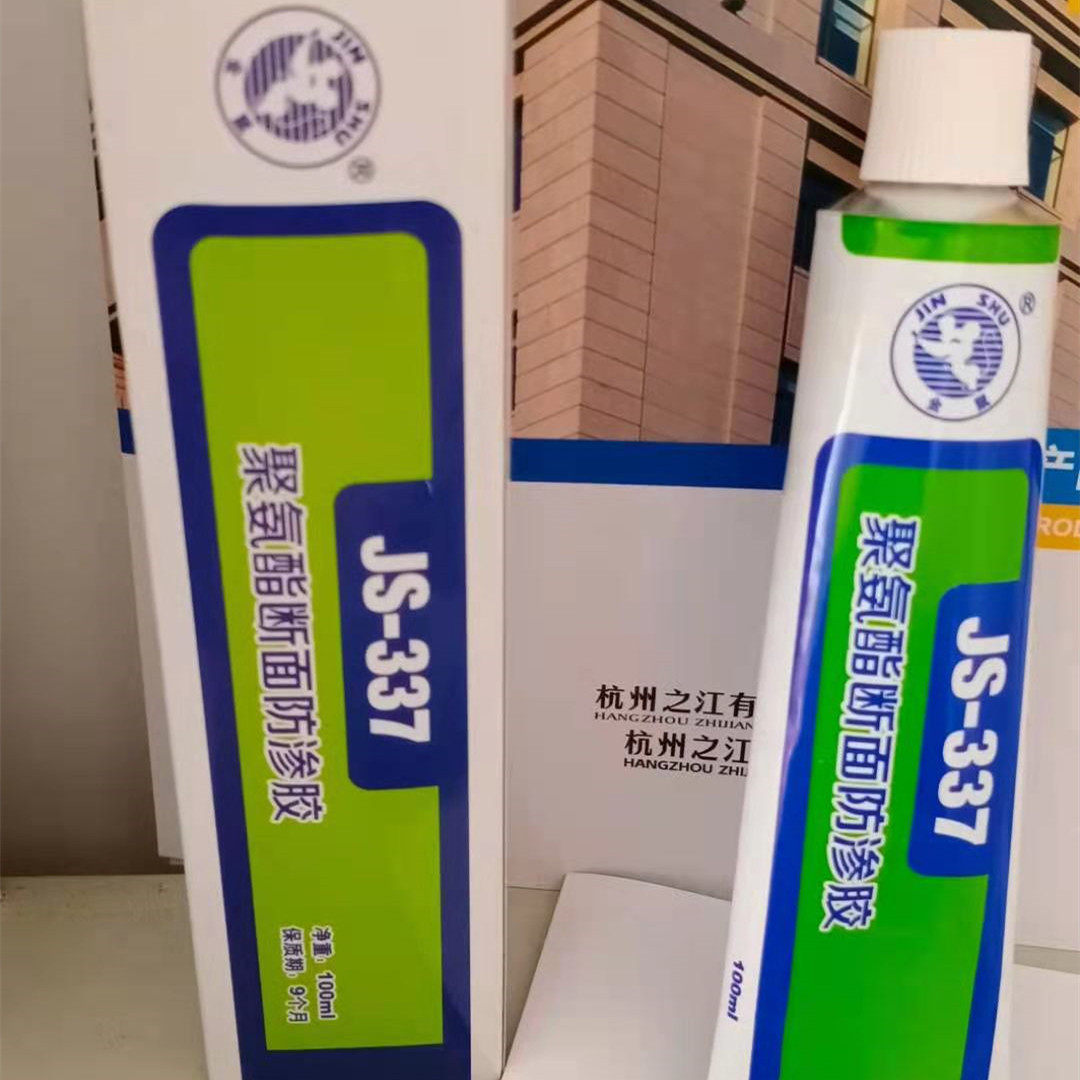 JIN SHU
金鼠
®
JS-337
聚氨酯断面防渗胶
净重：100ml
保质期：9个月
JIN SHU
金鼠
®
JS-337
聚氨酯断面防渗胶
100ml
杭州之江有
HANGZHOU ZHIJIAN
杭州之江
HANGZHOU ZHI